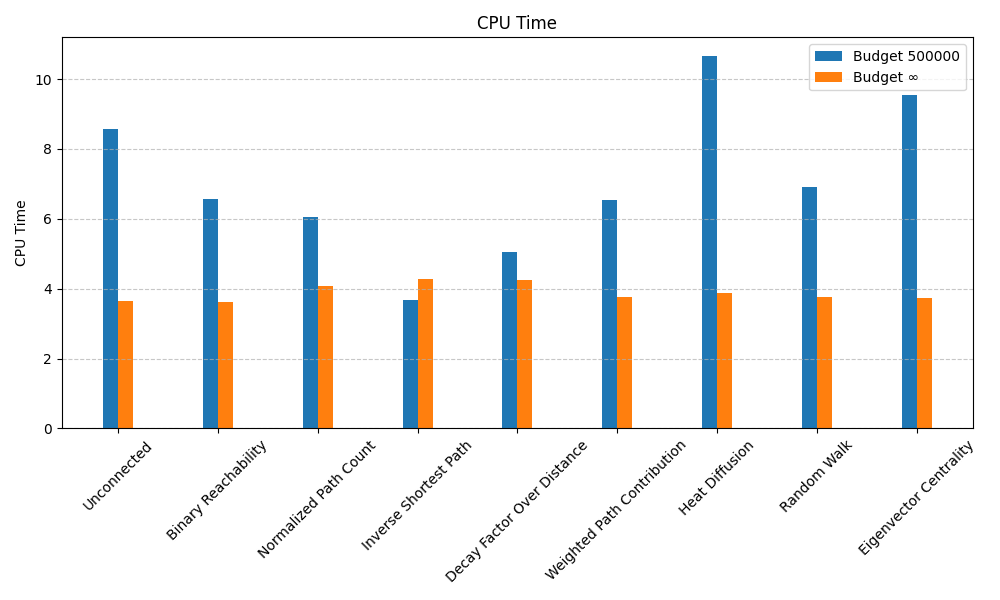 CPU Time
Budget 500000
Budget ∞
CPU Time
10
8
6
4
2
0
Unconnected
Binary Reachability
Normalized Path Count
Inverse Shortest Path
Decay Factor Over Distance
Weighted Path Contribution
Heat Diffusion
Random Walk
Eigenvector Centrality